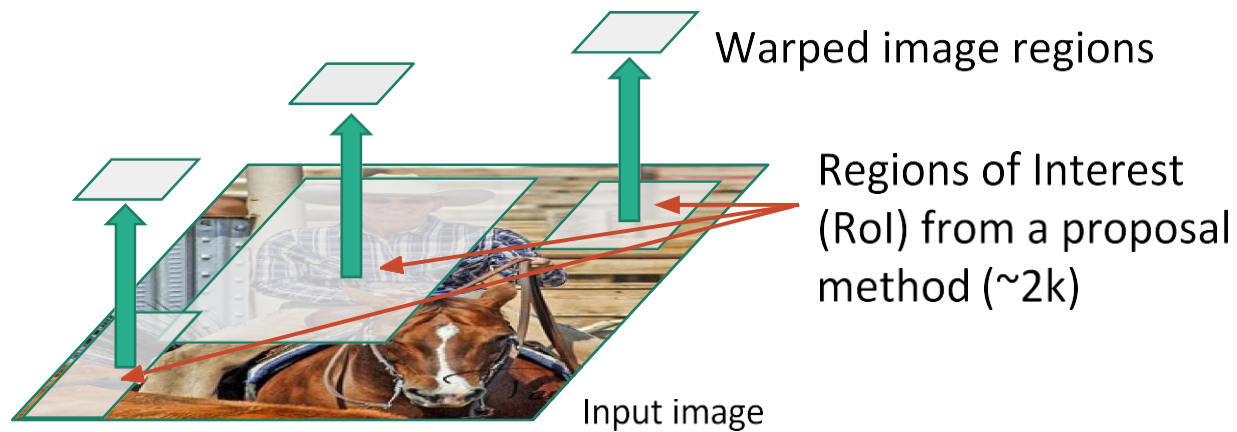 Warped image regions
Regions of Interest
(RoI) from a proposal
method (~2k)
Input image